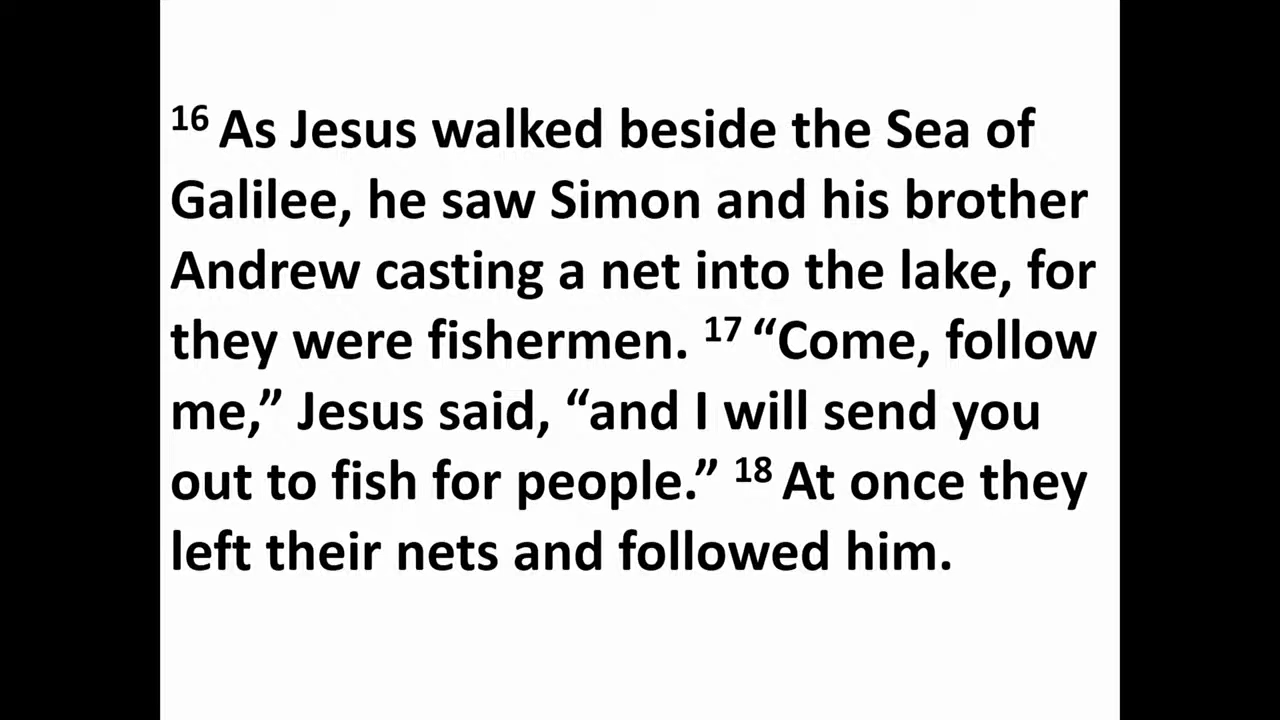 16 As Jesus walked beside the Sea of
Galilee, he saw Simon and his brother
Andrew casting a net into the lake, for
they were fishermen. 17 “Come, follow
me,” Jesus said, “and I will send you
out to fish for people.” 18 At once they
left their nets and followed him.